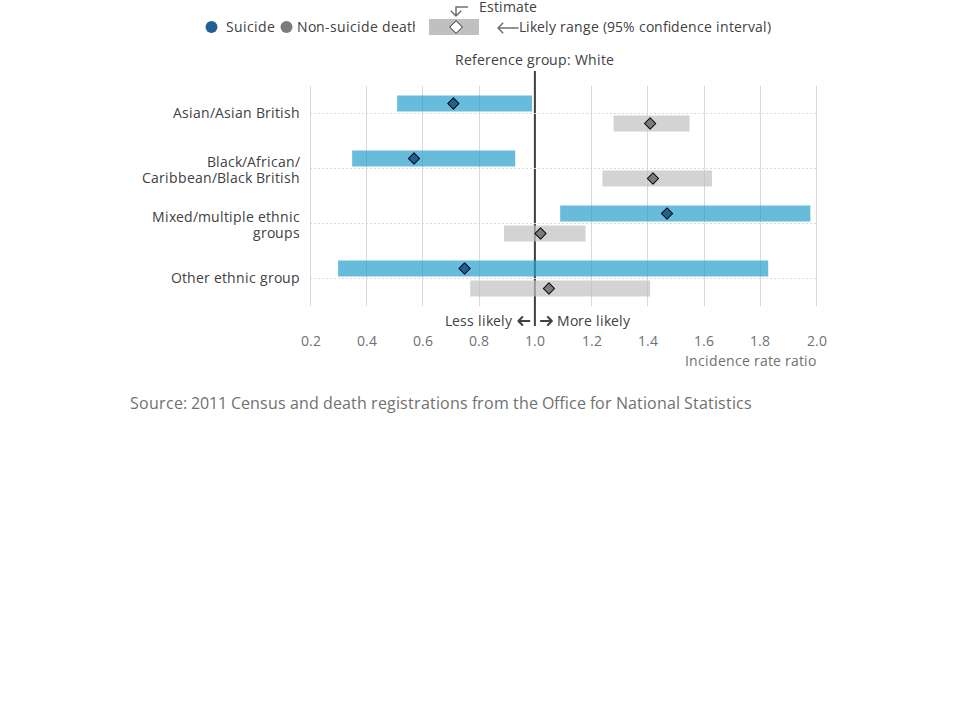 Estimate
Suicide
Non-suicide death
Likely range (95% confidence interval)
Reference group: White
Asian/Asian British
Black/African/
Caribbean/Black British
Mixed/multiple ethnic
groups
Other ethnic group
Less likely
More likely
0.2 0.4 0.6 0.8 1.0 1.2 1.4 1.6 1.8 2.0
Incidence rate ratio
Source: 2011 Census and death registrations from the Office for National Statistics